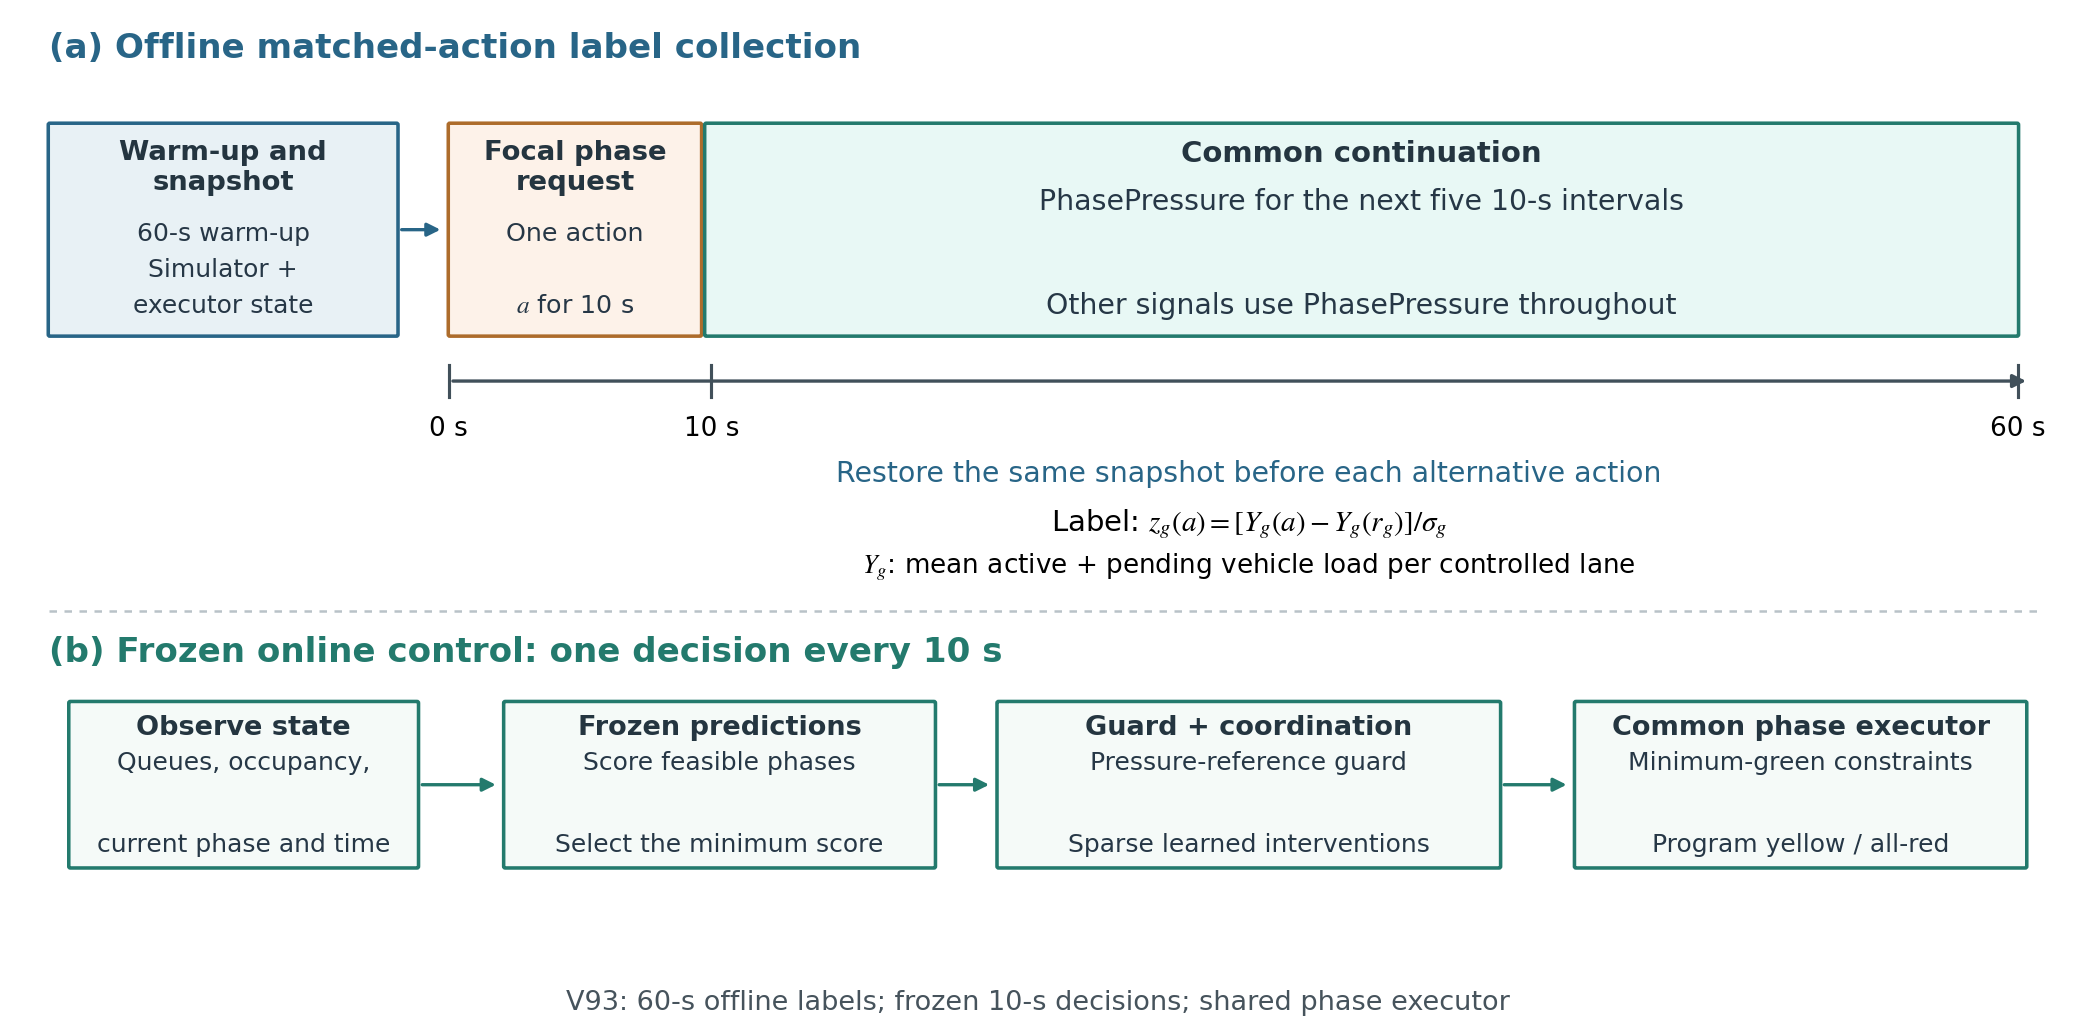 (a) Offline matched-action label collection
Warm-up and
snapshot
60-s warm-up
Simulator +
executor state
Focal phase
request
One action
a for 10 s
Common continuation
PhasePressure for the next five 10-s intervals
Other signals use PhasePressure throughout
0 s
10 s
60 s
Restore the same snapshot before each alternative action
Label: z_g(a) = [Y_g(a) − Y_g(r_g)]/σ_g
Y_g: mean active + pending vehicle load per controlled lane
(b) Frozen online control: one decision every 10 s
Observe state
Queues, occupancy,
current phase and time
Frozen predictions
Score feasible phases
Select the minimum score
Guard + coordination
Pressure-reference guard
Sparse learned interventions
Common phase executor
Minimum-green constraints
Program yellow / all-red
V93: 60-s offline labels; frozen 10-s decisions; shared phase executor